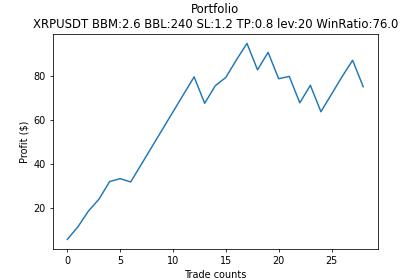 Portfolio
XRPUSDT BBM:2.6 BBL:240 SL:1.2 TP:0.8 lev:20 WinRatio:76.0
80
60
40
20
Profit ($)
0 5 10 15 20 25
Trade counts